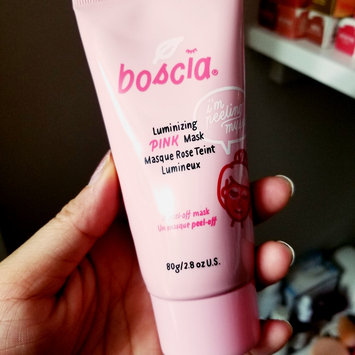 boscia®
i'm
peeling
Luminizing
PINK Mask
Masque Rose Teint
Lumineux
peel-off mask
Un masque peel-off
80g/2.8 oz U.S.